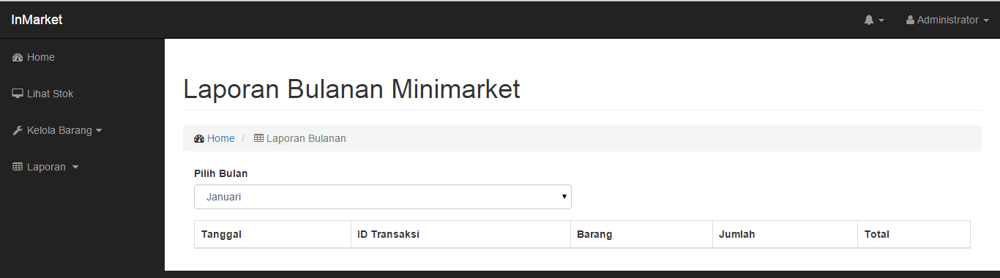 InMarket
Administrator
Home
Lihat Stok
Kelola Barang
Laporan
Laporan Bulanan Minimarket
Home / Laporan Bulanan
Pilih Bulan
Januari
Tanggal ID Transaksi Barang Jumlah Total